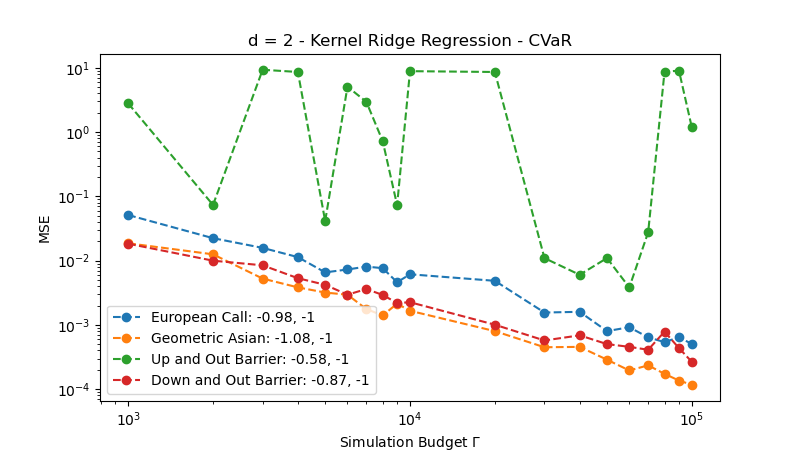 d = 2 - Kernel Ridge Regression - CVaR
MSE
10¹
10⁰
10⁻¹
10⁻²
10⁻³
10⁻⁴
European Call: -0.98, -1
Geometric Asian: -1.08, -1
Up and Out Barrier: -0.58, -1
Down and Out Barrier: -0.87, -1
10³ 10⁴ 10⁵
Simulation Budget Γ